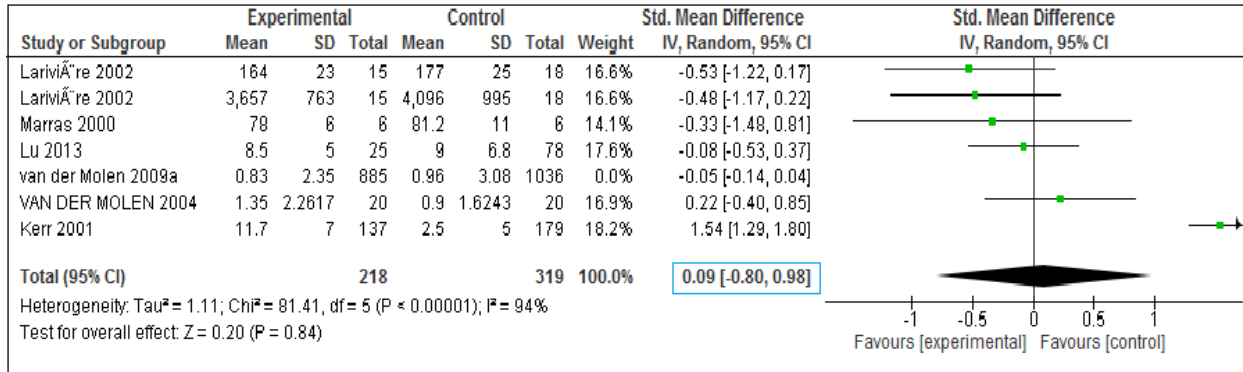 Experimental Control Std. Mean Difference Std. Mean Difference
Study or Subgroup Mean SD Total Mean SD Total Weight IV, Random, 95% CI IV, Random, 95% CI
LariviÃ¨re 2002 164 23 15 177 25 18 16.6% -0.53 [-1.22, 0.17]
LariviÃ¨re 2002 3,657 763 15 4,096 995 18 16.6% -0.48 [-1.17, 0.22]
Marras 2000 78 6 6 81.2 11 6 14.1% -0.33 [-1.48, 0.81]
Lu 2013 8.5 5 25 9 6.8 78 17.6% -0.08 [-0.53, 0.37]
van der Molen 2009a 0.83 2.35 885 0.96 3.08 1036 0.0% -0.05 [-0.14, 0.04]
VAN DER MOLEN 2004 1.35 2.2617 20 0.9 1.6243 20 16.9% 0.22 [-0.40, 0.85]
Kerr 2001 11.7 7 137 2.5 5 179 18.2% 1.54 [1.29, 1.80]
Total (95% CI) 218 319 100.0% 0.09 [-0.80, 0.98]
Heterogeneity: Tau² = 1.11; Chi² = 81.41, df = 5 (P < 0.00001); I² = 94%
Test for overall effect: Z = 0.20 (P = 0.84)
-1 -0.5 0 0.5 1
Favours [experimental] Favours [control]